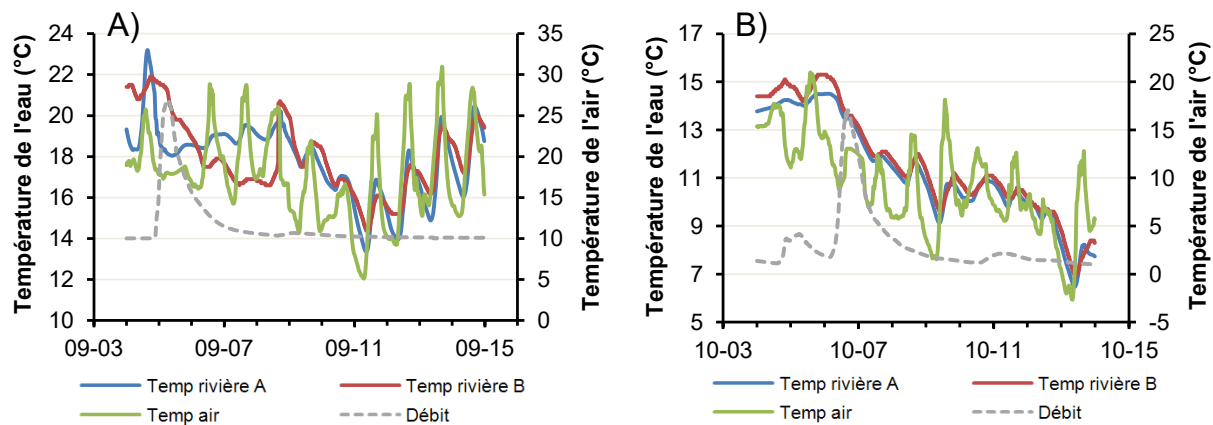 A)
Température de l'eau (°C)
24
22
20
18
16
14
12
10
35
30
25
20
15
10
5
0
Température de l'air (°C)
09-03
09-07
09-11
09-15
Temp rivière A
Temp rivière B
Temp air
Débit
B)
Température de l'eau (°C)
17
15
13
11
9
7
5
25
20
15
10
5
0
-5
Température de l'air (°C)
10-03
10-07
10-11
10-15
Temp rivière A
Temp rivière B
Temp air
Débit